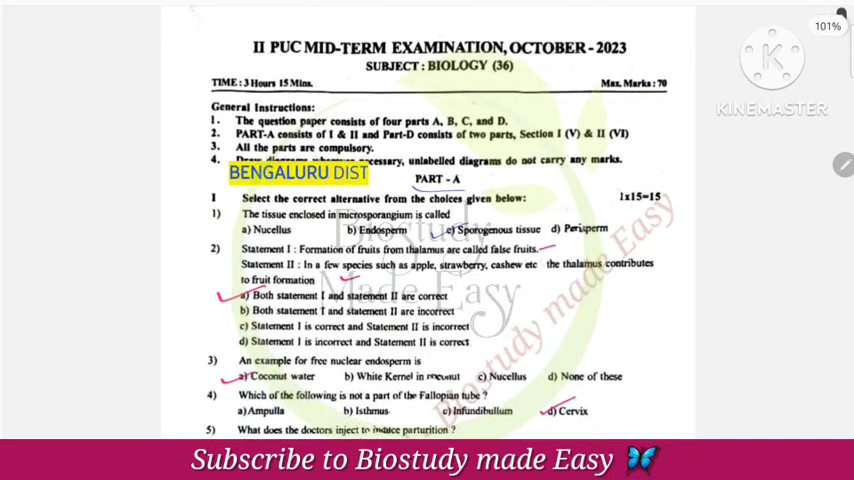 101%
KINEMASTER
II PUC MID-TERM EXAMINATION, OCTOBER - 2023
SUBJECT: BIOLOGY (36)
TIME : 3 Hours 15 Mins.    Max. Marks : 70
General Instructions:
1. The question paper consists of four parts A, B, C, and D.
2. PART-A consists of I & II and Part-D consists of two parts, Section I (V) & II (VI)
3. All the parts are compulsory.
4. Draw diagrams wherever necessary, unlabelled diagrams do not carry any marks.
BENGALURU DIST
PART - A
I Select the correct alternative from the choices given below: 1x15=15
1) The tissue enclosed in microsporangium is called
a) Nucellus b) Endosperm c) Sporogenous tissue d) Perisperm
2) Statement I : Formation of fruits from thalamus are called false fruits.
Statement II : In a few species such as apple, strawberry, cashew etc the thalamus contributes
to fruit formation
a) Both statement I and statement II are correct
b) Both statement I and statement II are incorrect
c) Statement I is correct and Statement II is incorrect
d) Statement I is incorrect and Statement II is correct
3) An example for free nuclear endosperm is
a) Coconut water b) White Kernel in coconut c) Nucellus d) None of these
4) Which of the following is not a part of the Fallopian tube ?
a) Ampulla b) Isthmus c) Infundibullum d) Cervix
5) What does the doctors inject to induce parturition ?
Biostudy
Made Easy
Biostudy made Easy
Subscribe to Biostudy made Easy